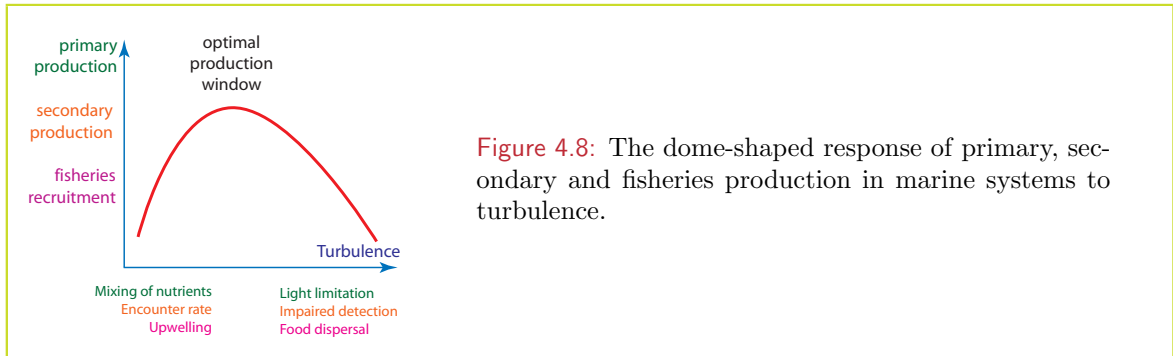 primary
production
secondary
production
fisheries
recruitment
optimal
production
window
Turbulence
Mixing of nutrients
Encounter rate
Upwelling
Light limitation
Impaired detection
Food dispersal
Figure 4.8: The dome-shaped response of primary, sec-
ondary and fisheries production in marine systems to
turbulence.